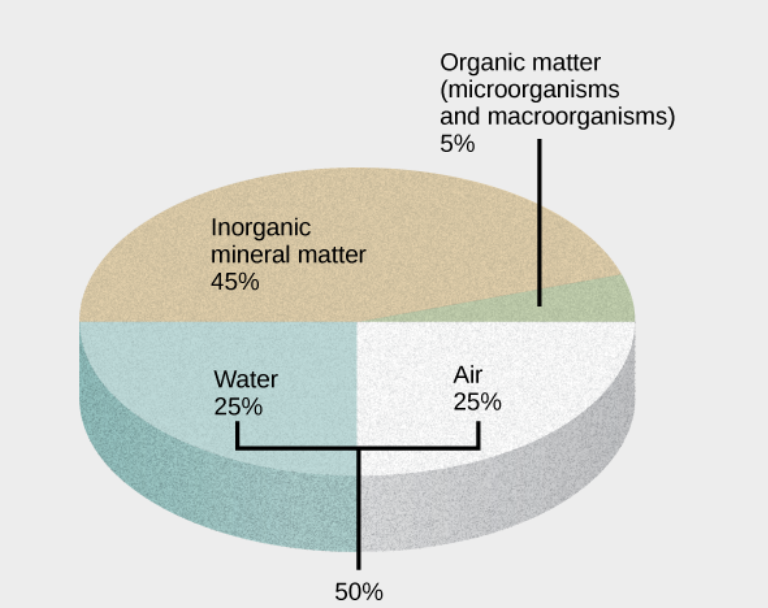 Organic matter
(microorganisms
and macroorganisms)
5%
Inorganic
mineral matter
45%
Water
25%
Air
25%
50%